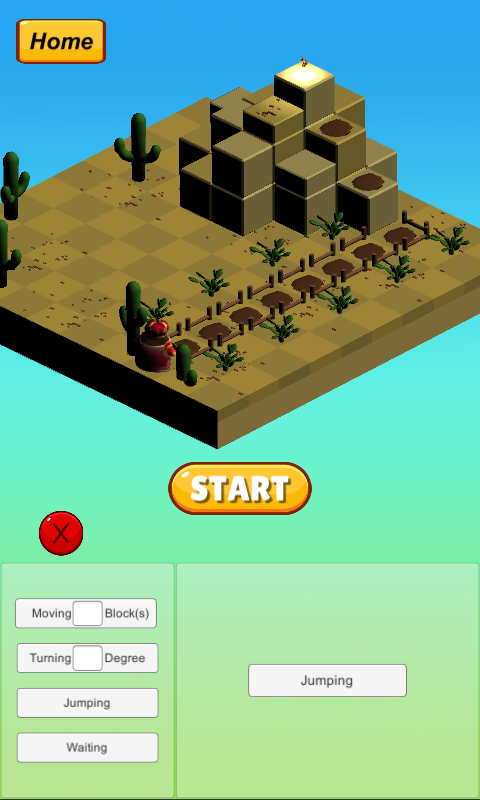 Home
START
X
Moving Block(s)
Turning Degree
Jumping
Waiting
Jumping